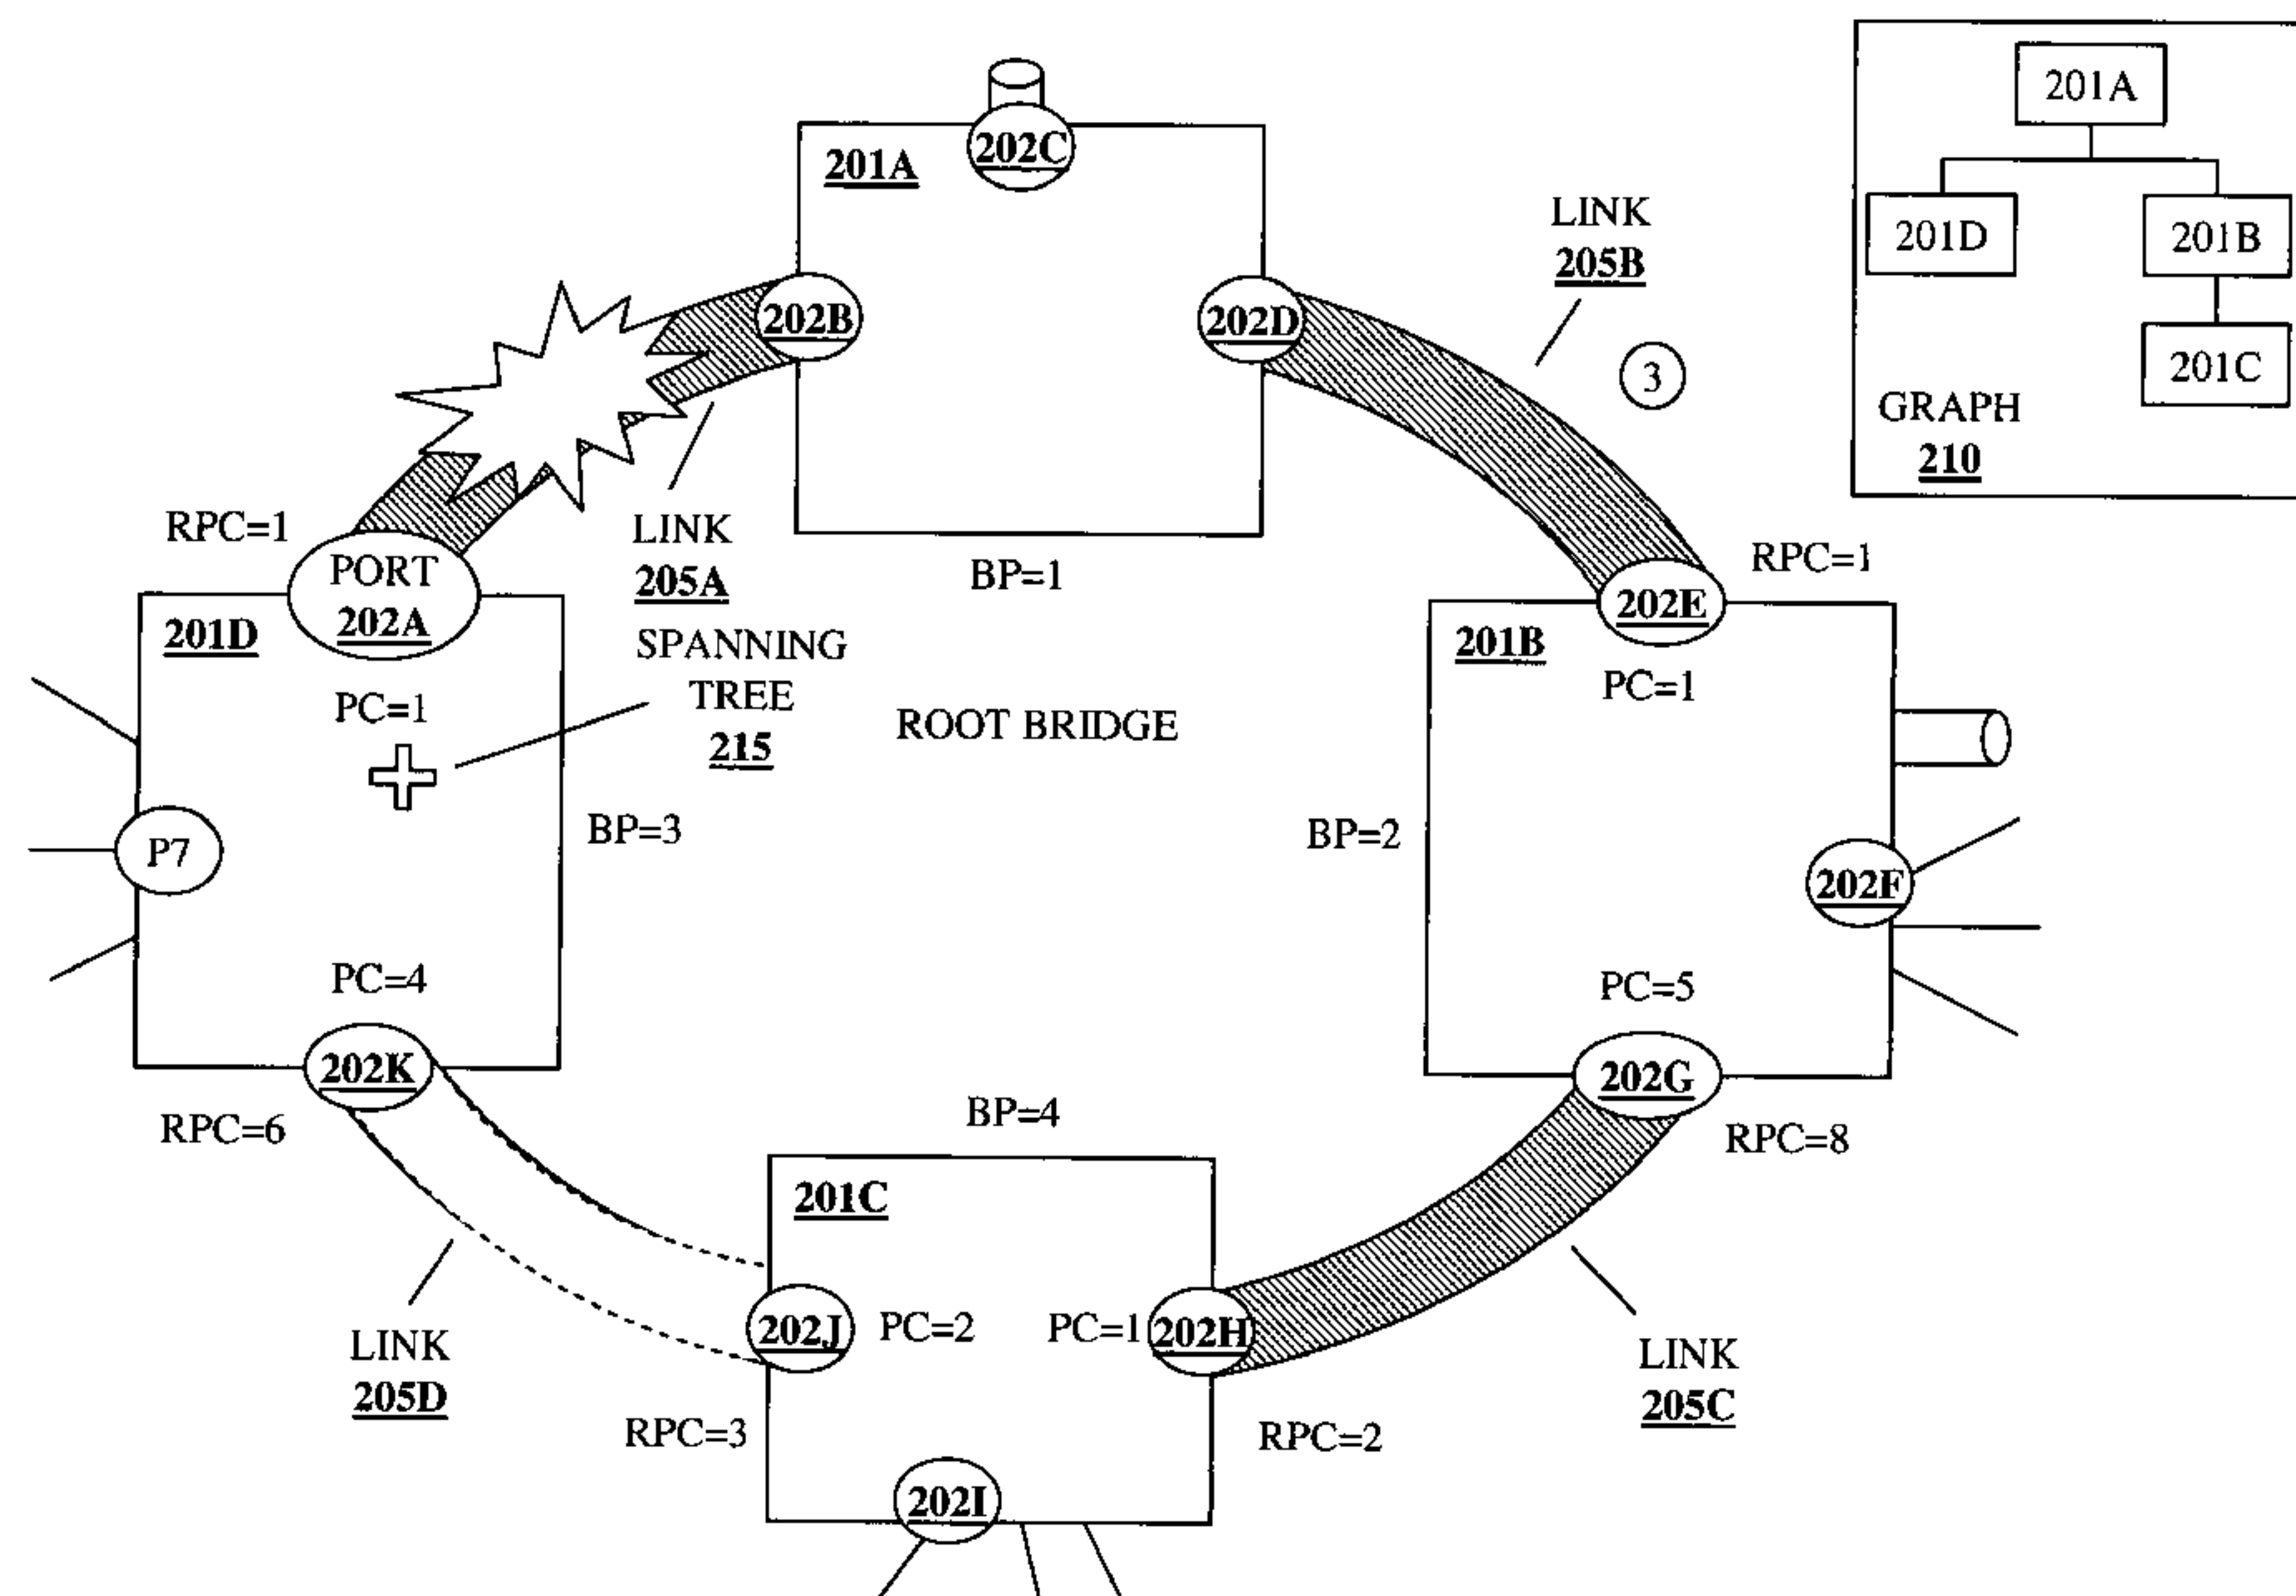 202C
201A
201A
LINK
205B
201D
201B
202B
202D
3
201C
GRAPH
210
RPC=1
LINK
205A
BP=1
RPC=1
PORT
202A
202E
201D
SPANNING
TREE
215
201B
PC=1
PC=1
ROOT BRIDGE
P7
BP=3
BP=2
202F
PC=4
PC=5
202K
202G
RPC=6
BP=4
RPC=8
201C
202J
PC=2
PC=1
202H
LINK
205D
LINK
205C
RPC=3
RPC=2
202I